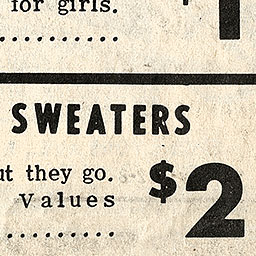 for girls.
SWEATERS
they go.
Values
$2